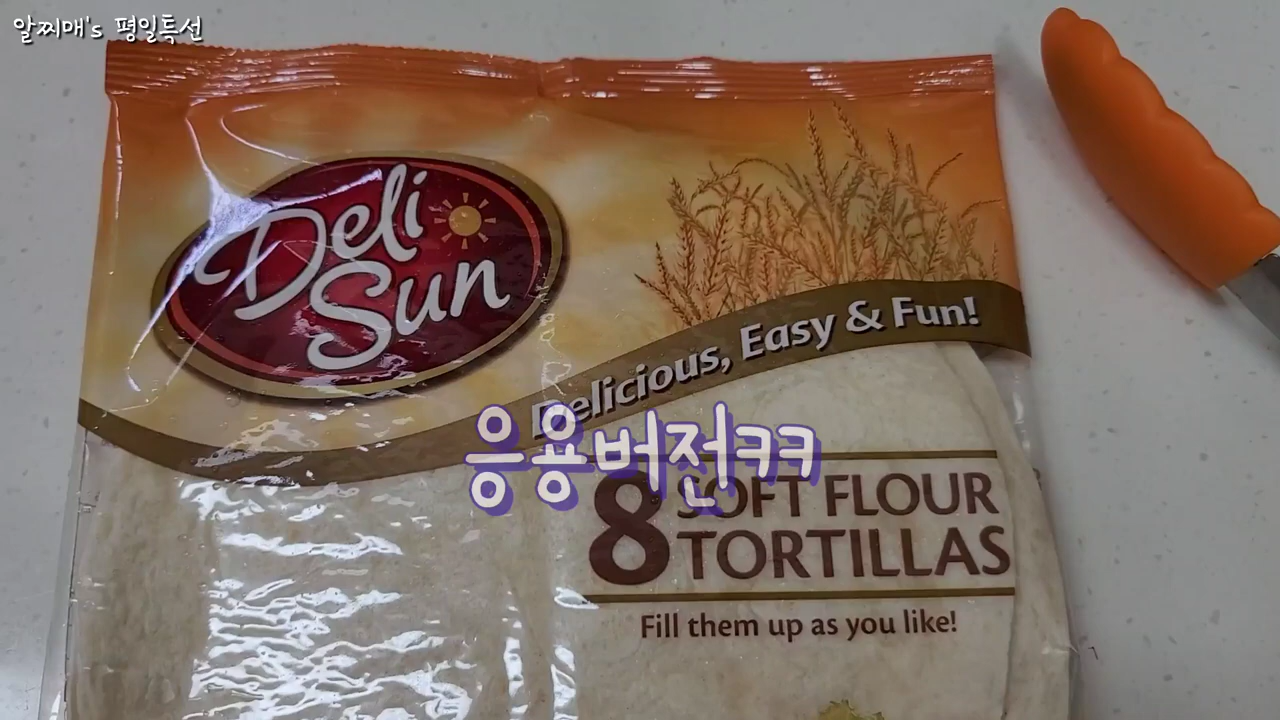 알찌매's 평일특선
Deli
Sun
Delicious, Easy & Fun!
응용버전ㅋㅋ
8 SOFT FLOUR
TORTILLAS
Fill them up as you like!